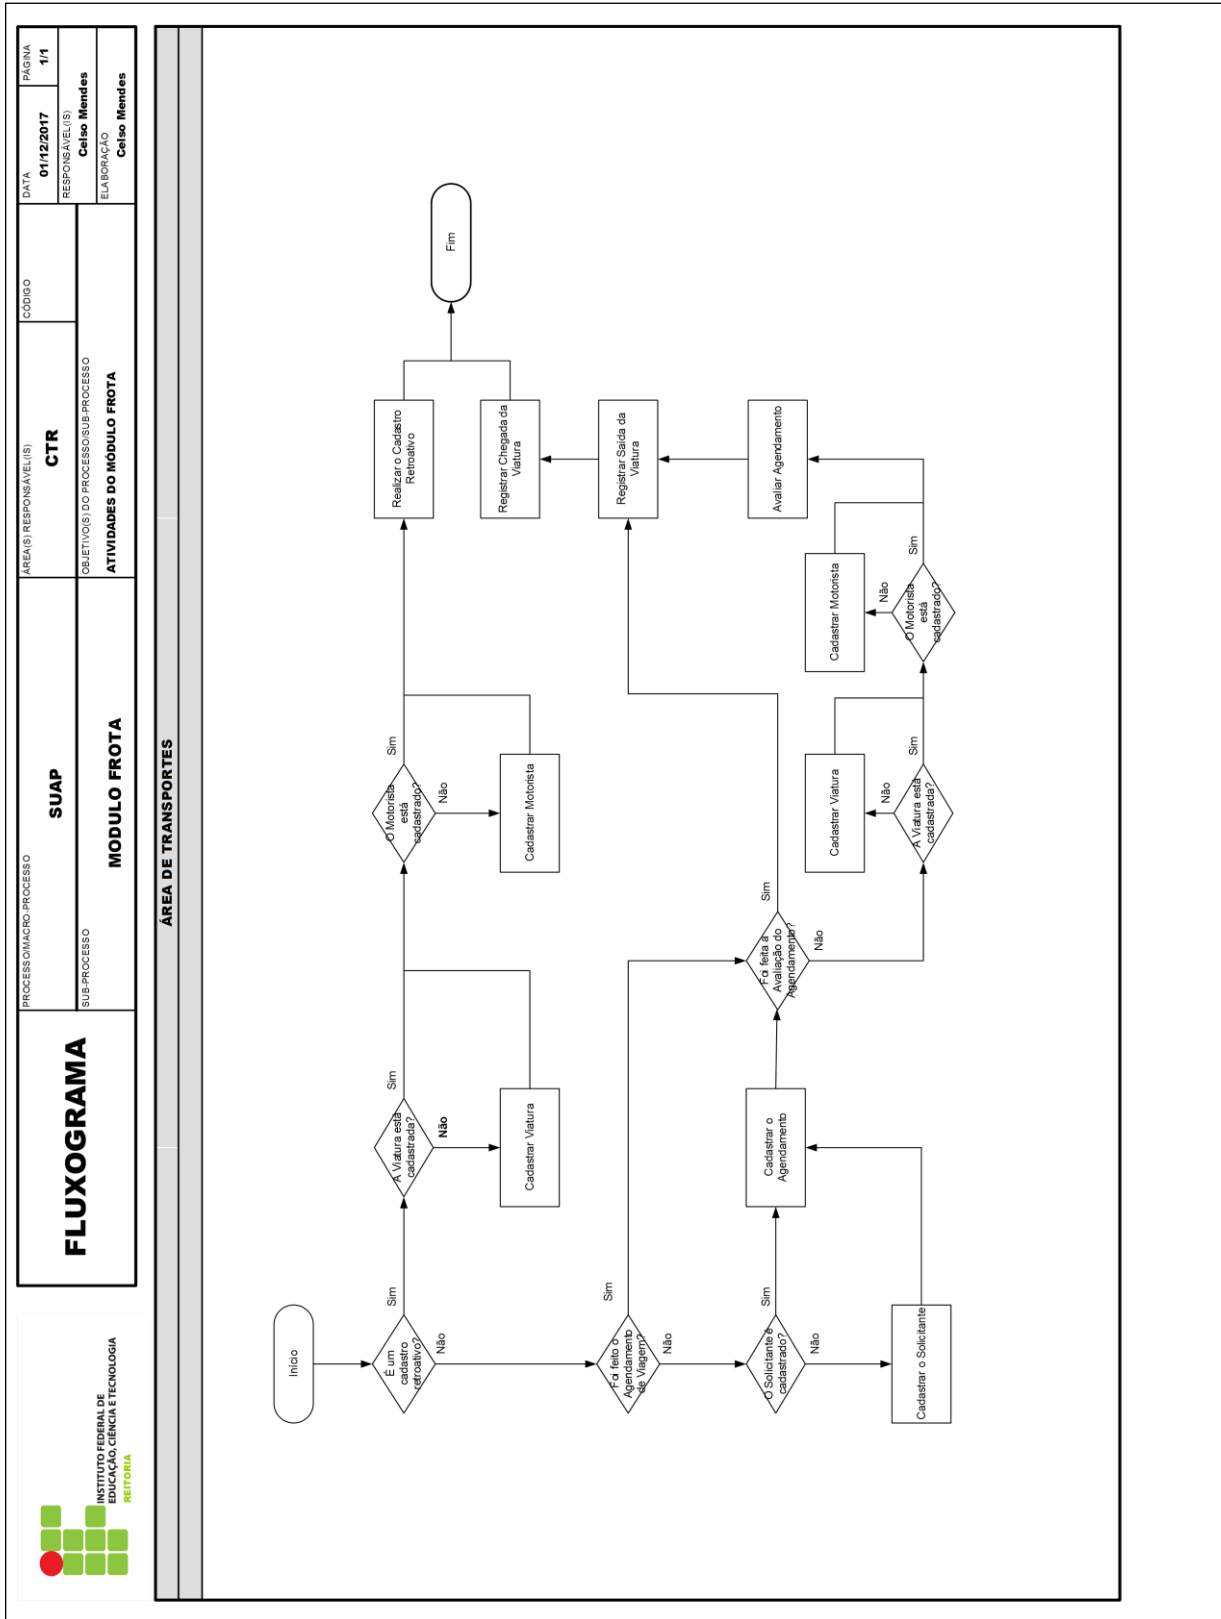 INSTITUTO FEDERAL DE
EDUCAÇÃO, CIÊNCIA E TECNOLOGIA
REITORIA
FLUXOGRAMA
PROCESSO/MACRO-PROCESSO
SUAP
SUB-PROCESSO
MODULO FROTA
ÁREA(S) RESPONSÁVEL(IS)
CTR
OBJETIVO(S) DO PROCESSO/SUB-PROCESSO
ATIVIDADES DO MÓDULO FROTA
CÓDIGO
DATA
01/12/2017
PÁGINA
1/1
RESPONSÁVEL(IS)
Celso Mendes
ELABORAÇÃO
Celso Mendes
ÁREA DE TRANSPORTES
Início
É um
cadastro
retroativo?
Sim
Não
A Viatura está
cadastrada?
Sim
Não
Cadastrar Viatura
O Motorista
está
cadastrado?
Sim
Não
Cadastrar Motorista
Realizar o Cadastro
Retroativo
Registrar Chegada da
Viatura
Fim
Foi feito o
Agendamento
de Viagem?
Sim
Não
Registrar Saída da
Viatura
O Solicitante é
cadastrado?
Sim
Não
Cadastrar o
Agendamento
Foi feita a
Avaliação do
Agendamento?
Sim
Não
Avaliar Agendamento
Cadastrar o Solicitante
A Viatura está
cadastrada?
Sim
Não
Cadastrar Viatura
O Motorista
está
cadastrado?
Sim
Não
Cadastrar Motorista